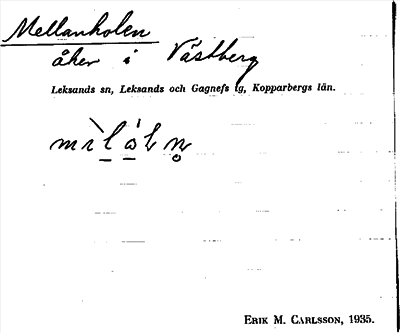 Mellanholen
åker i Västberg
Leksands sn, Leksands och Gagnefs tg, Kopparbergs län.
ERIK M. CARLSSON, 1935.